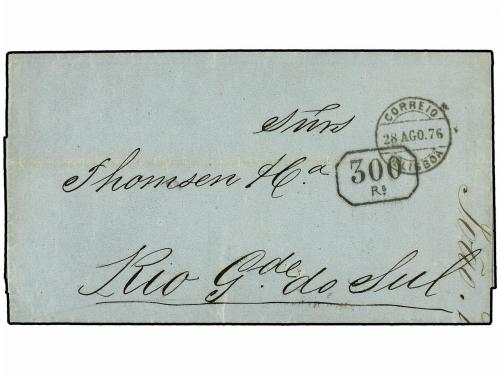 CORREIO
28 AGO. 76
LISBOA
300
Rs
Snrs
Thomsen & Ca
Rio Gde do Sul